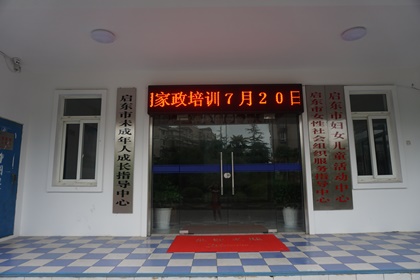 家政培训7月20日
启东市未成年人成长指导中心
启东市女性社会组织服务指导中心
启东市妇女儿童活动中心